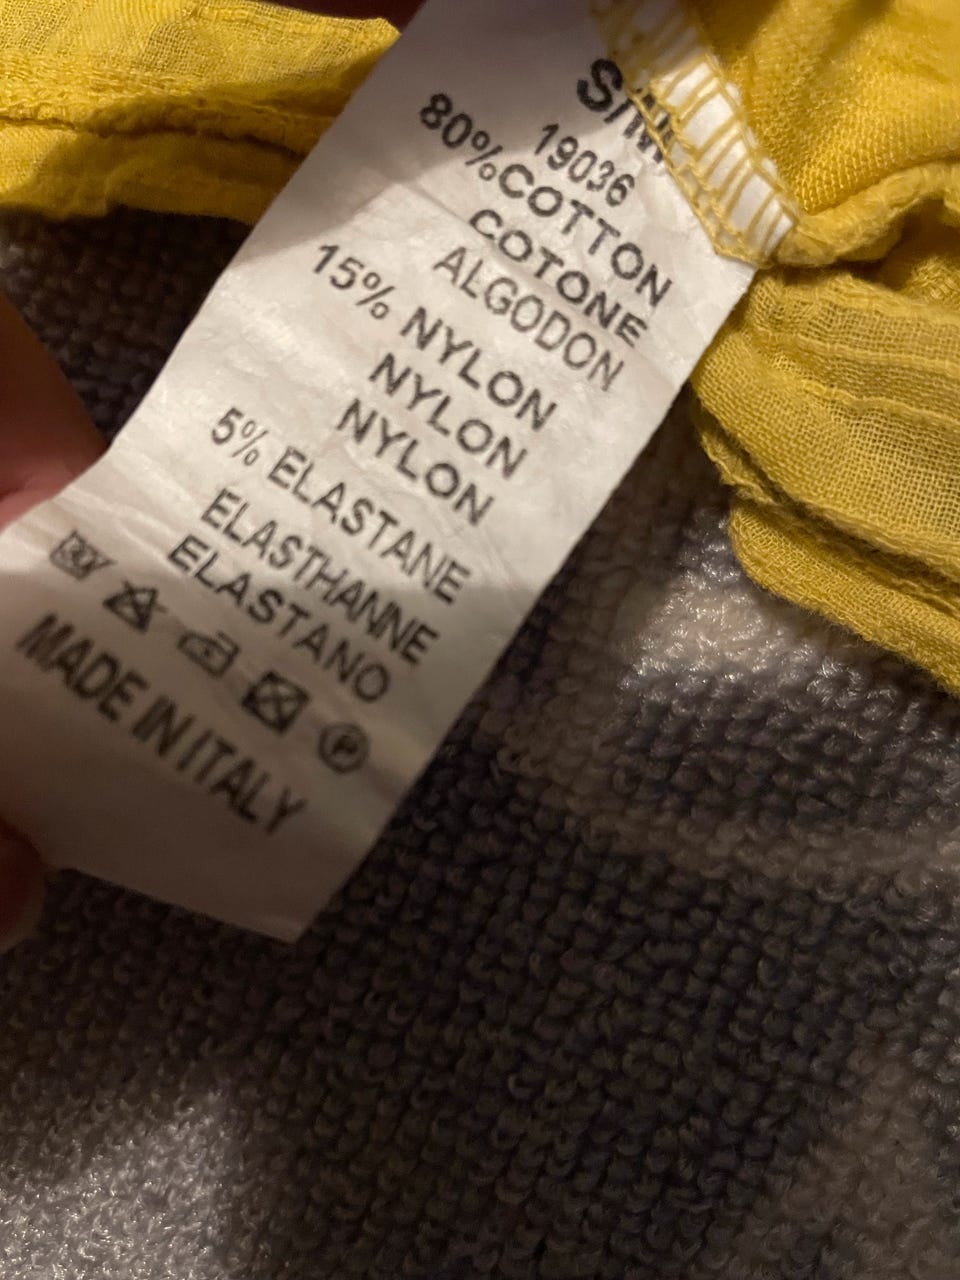 S/M
19036
80%COTTON
COTONE
ALGODON
15% NYLON
NYLON
NYLON
5% ELASTANE
ELASTHANNE
ELASTANO
P
MADE IN ITALY